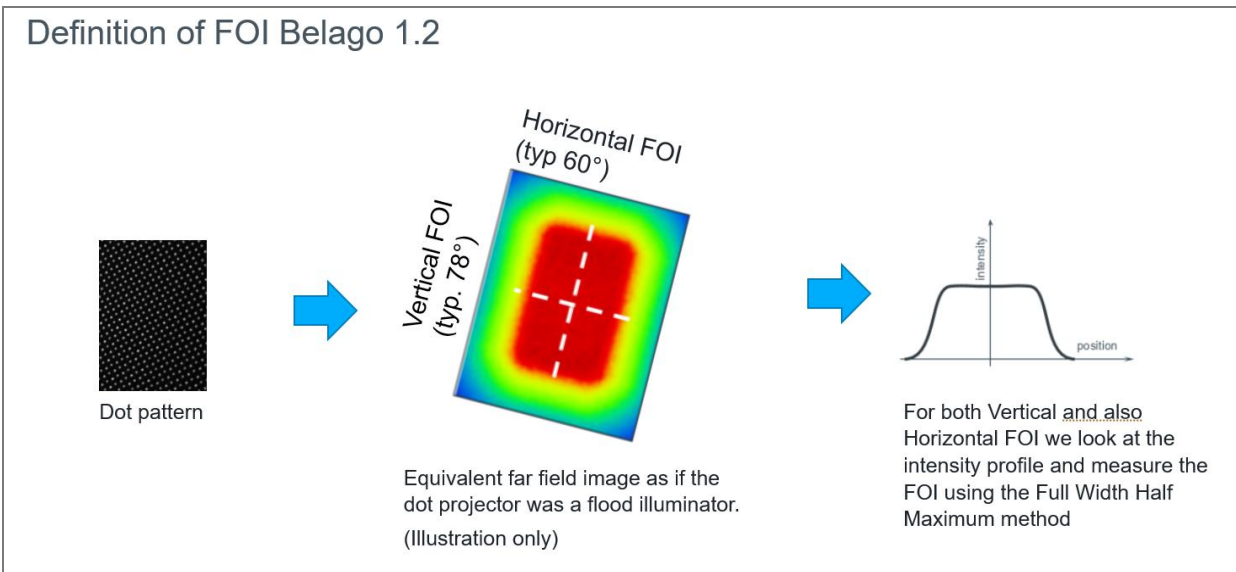 Definition of FOI Belago 1.2
Horizontal FOI
(typ 60°)
Vertical FOI
(typ. 78°)
Dot pattern
Equivalent far field image as if the
dot projector was a flood illuminator.
(Illustration only)
intensity
position
For both Vertical and also
Horizontal FOI we look at the
intensity profile and measure the
FOI using the Full Width Half
Maximum method